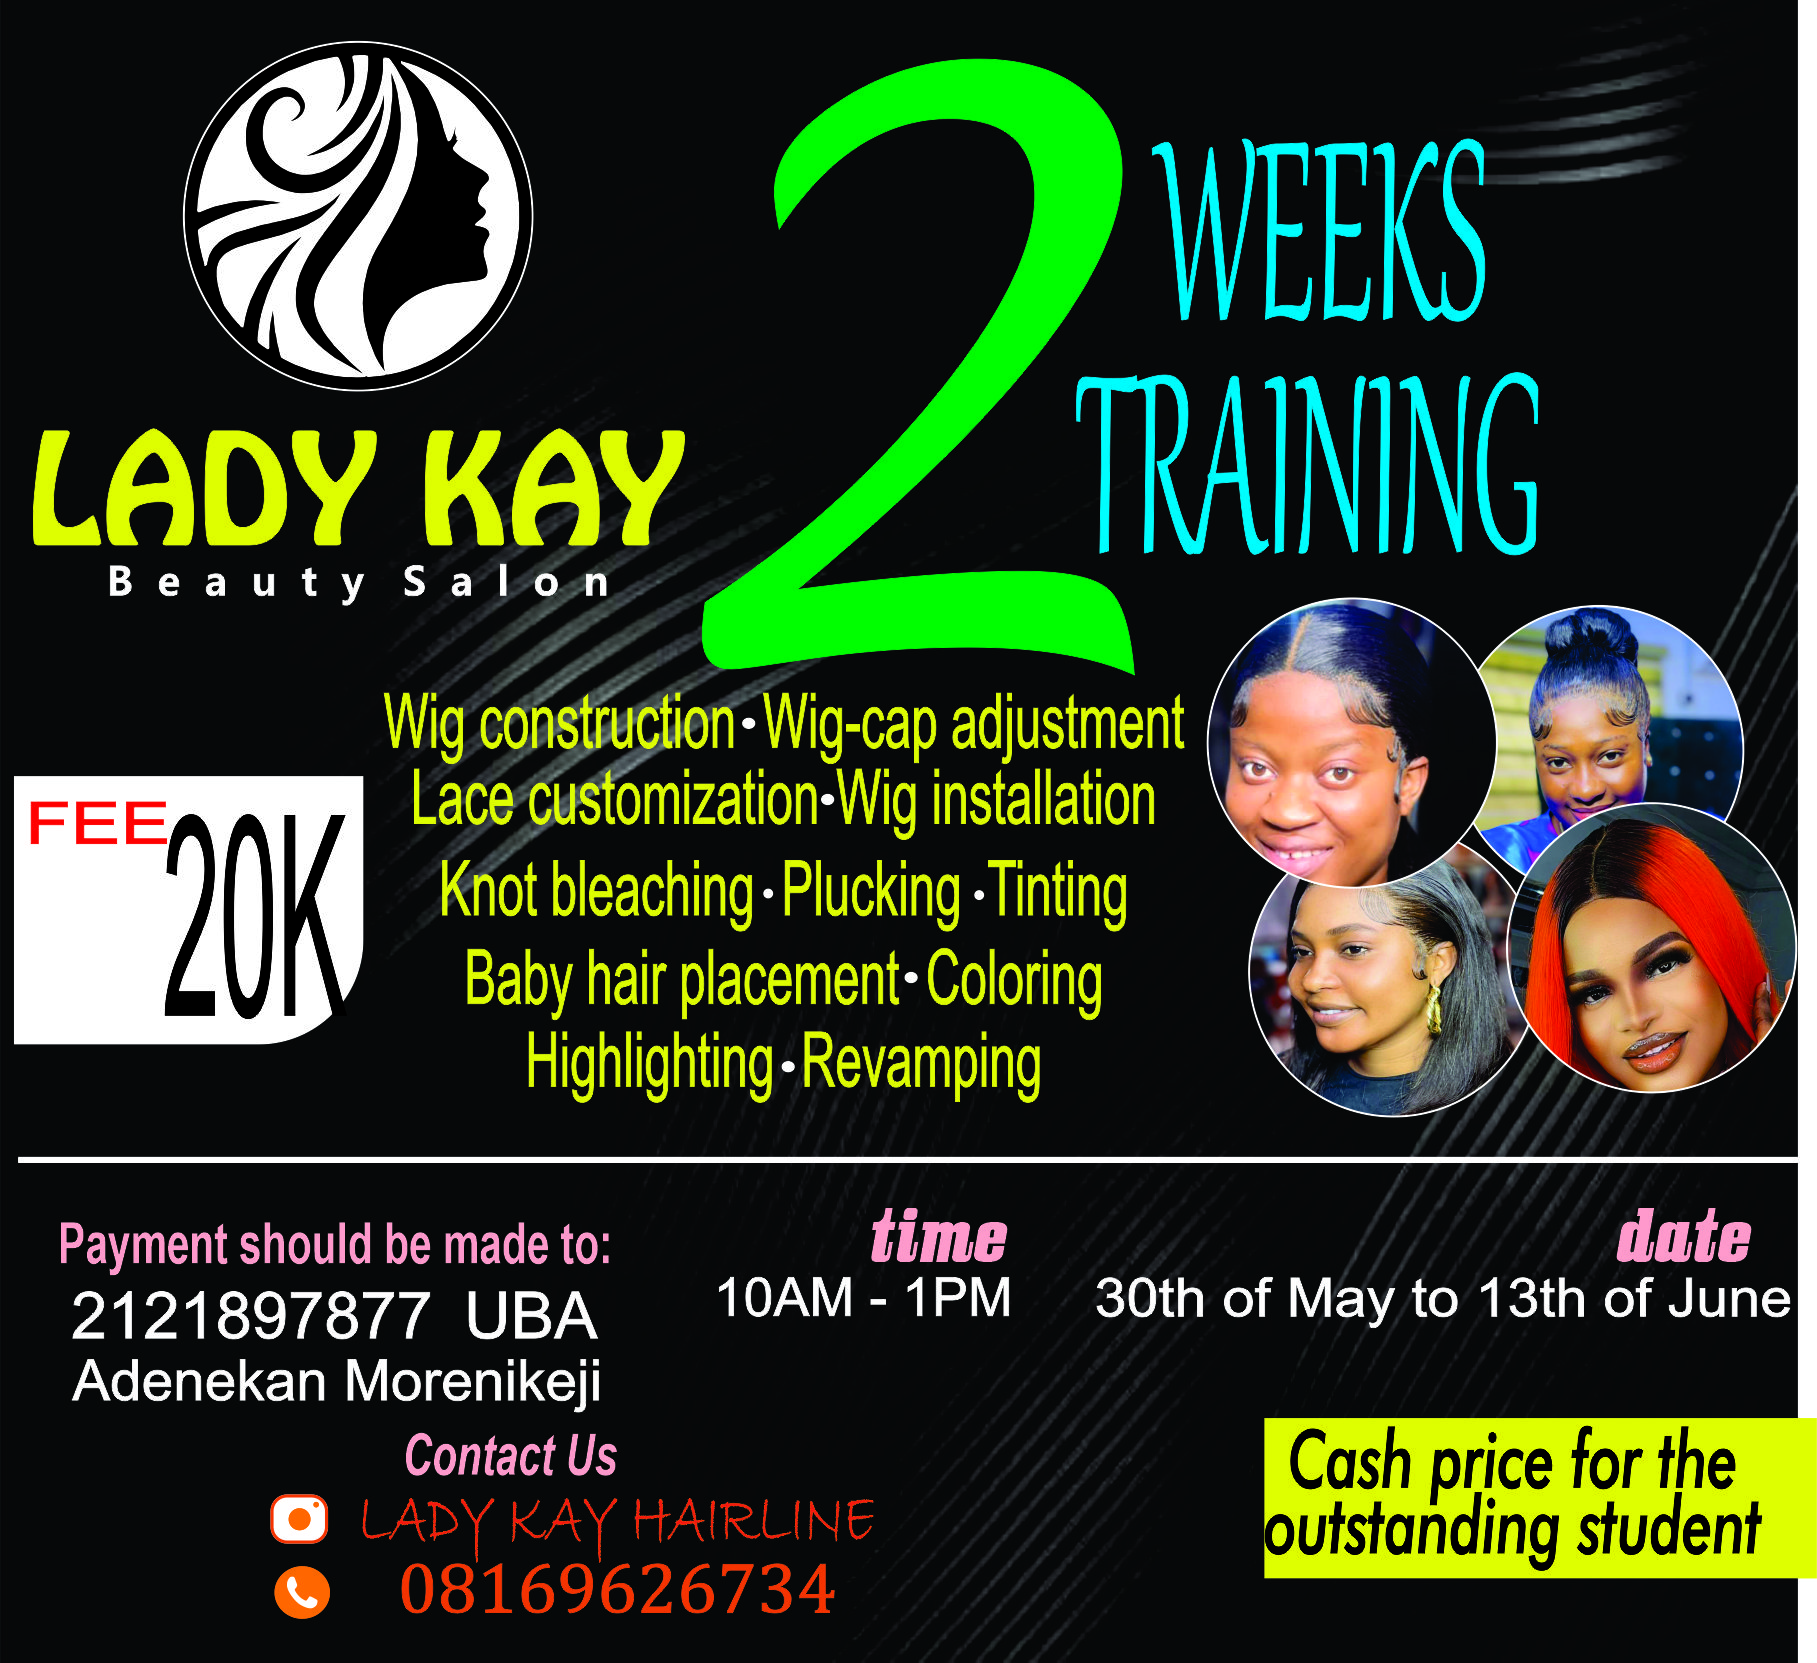 LADY KAY
Beauty Salon
2 WEEKS
TRAINING
FEE 20K
Wig construction • Wig-cap adjustment
Lace customization • Wig installation
Knot bleaching • Plucking • Tinting
Baby hair placement • Coloring
Highlighting • Revamping
Payment should be made to:
2121897877 UBA
Adenekan Morenikeji
time
10AM - 1PM
date
30th of May to 13th of June
Contact Us
LADY KAY HAIRLINE
08169626734
Cash price for the
outstanding student